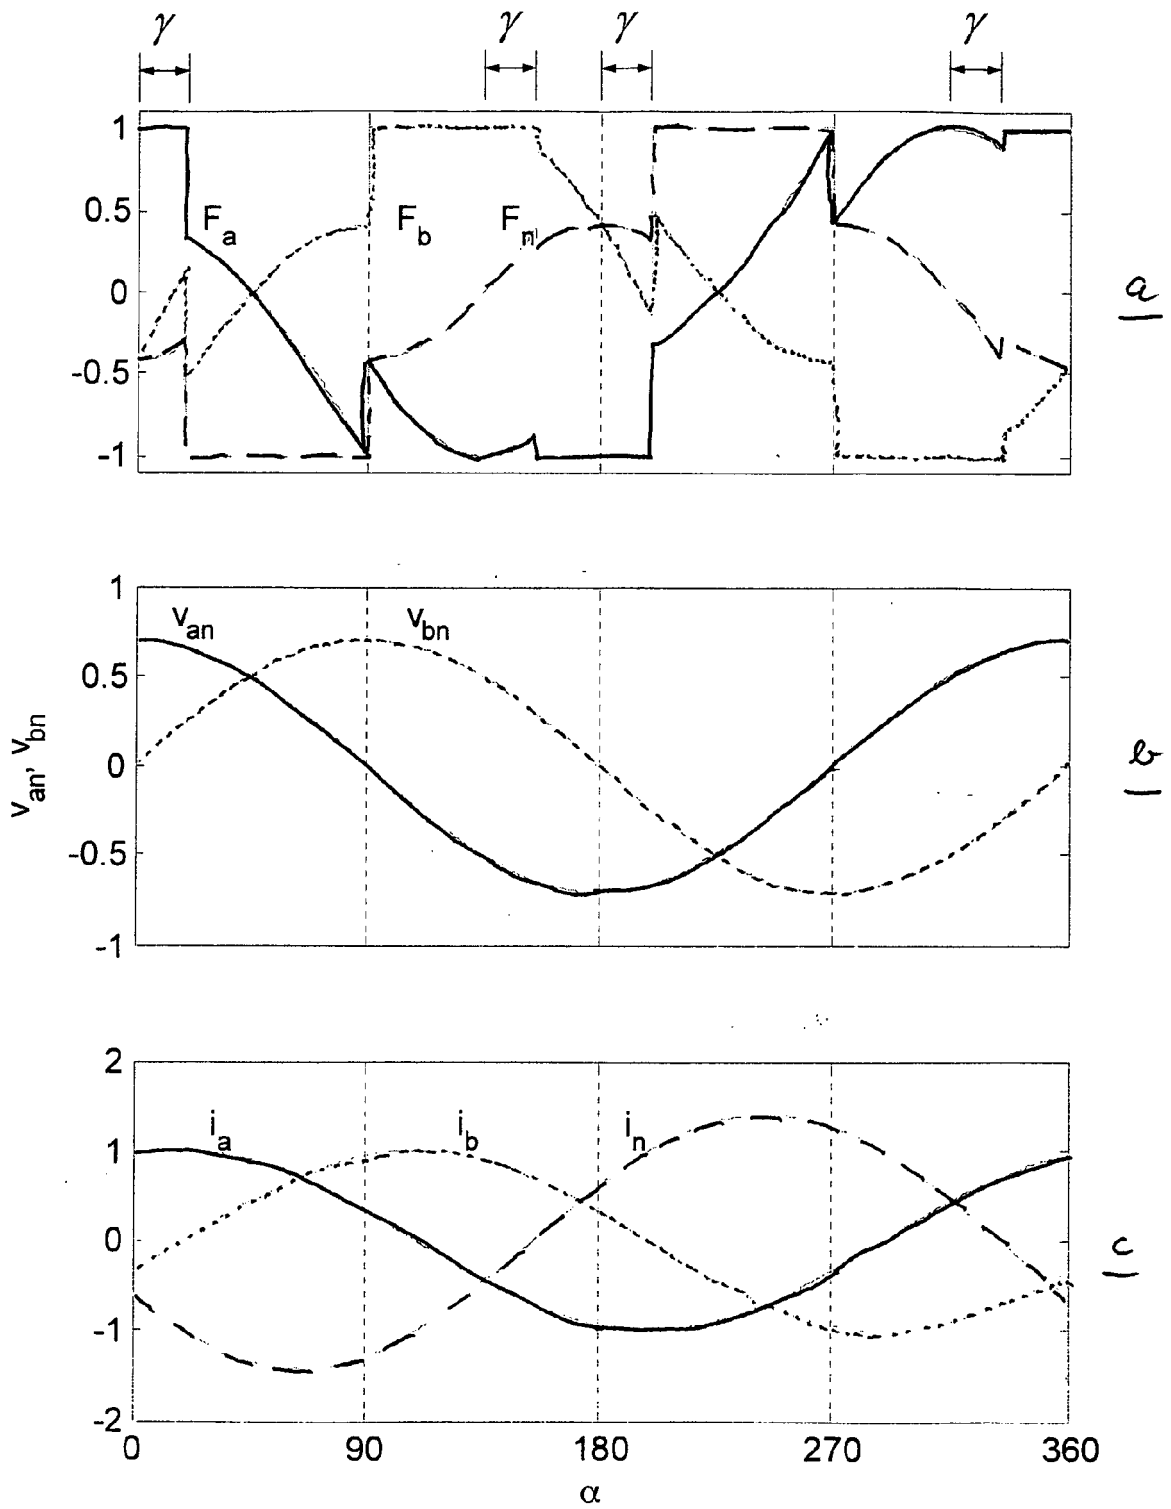 γ γ γ γ
1
0.5
0
-0.5
-1
F_a F_b F_n
a
1
0.5
0
-0.5
-1
v_an, v_bn
v_an v_bn
b
2
1
0
-1
-2
i_a i_b i_n
c
0 90 180 270 360
α